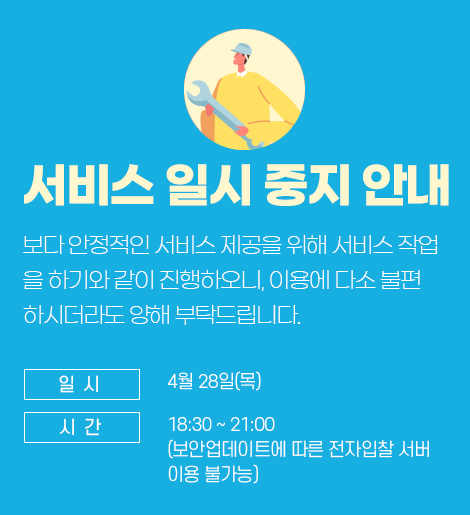 서비스 일시 중지 안내
보다 안정적인 서비스 제공을 위해 서비스 작업
을 하기와 같이 진행하오니, 이용에 다소 불편
하시더라도 양해 부탁드립니다.
일 시
4월 28일(목)
시 간
18:30 ~ 21:00
(보안업데이트에 따른 전자입찰 서버
이용 불가능)